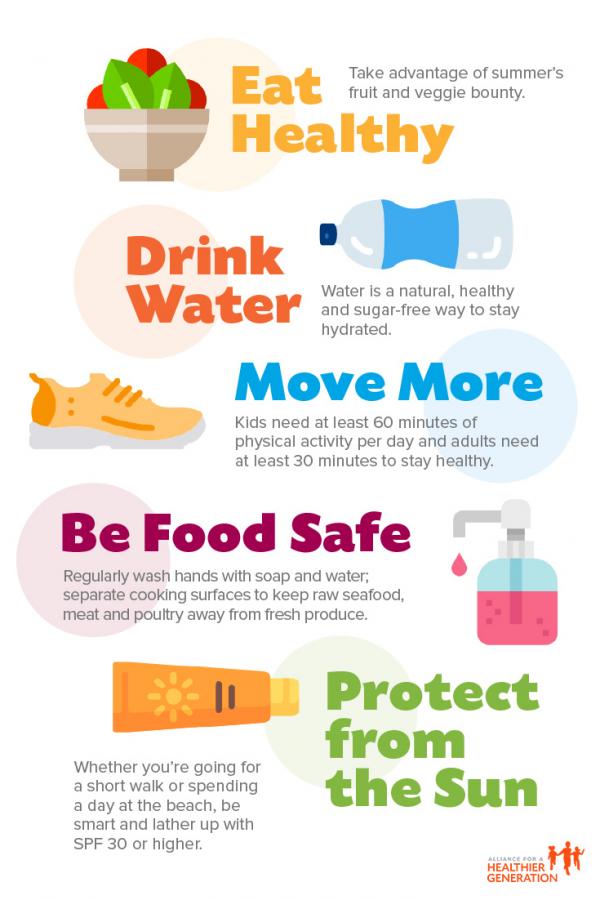 Eat
Healthy
Take advantage of summer's
fruit and veggie bounty.
Drink
Water
Water is a natural, healthy
and sugar-free way to stay
hydrated.
Move More
Kids need at least 60 minutes of
physical activity per day and adults need
at least 30 minutes to stay healthy.
Be Food Safe
Regularly wash hands with soap and water;
separate cooking surfaces to keep raw seafood,
meat and poultry away from fresh produce.
Protect
from
the Sun
Whether you're going for
a short walk or spending
a day at the beach, be
smart and lather up with
SPF 30 or higher.
ALLIANCE FOR A
HEALTHIER
GENERATION